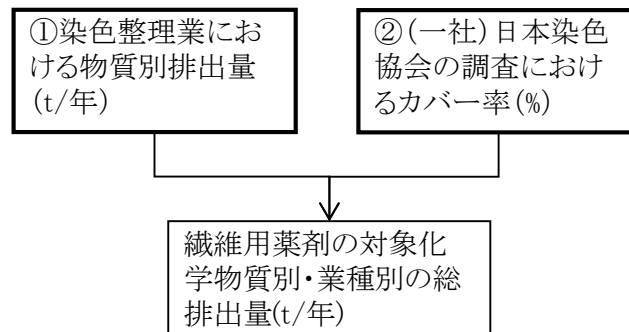 ①染色整理業にお
ける物質別排出量
(t/年)
②(一社)日本染色
協会の調査におけ
るカバー率(%)
繊維用薬剤の対象化
学物質別・業種別の総
排出量(t/年)